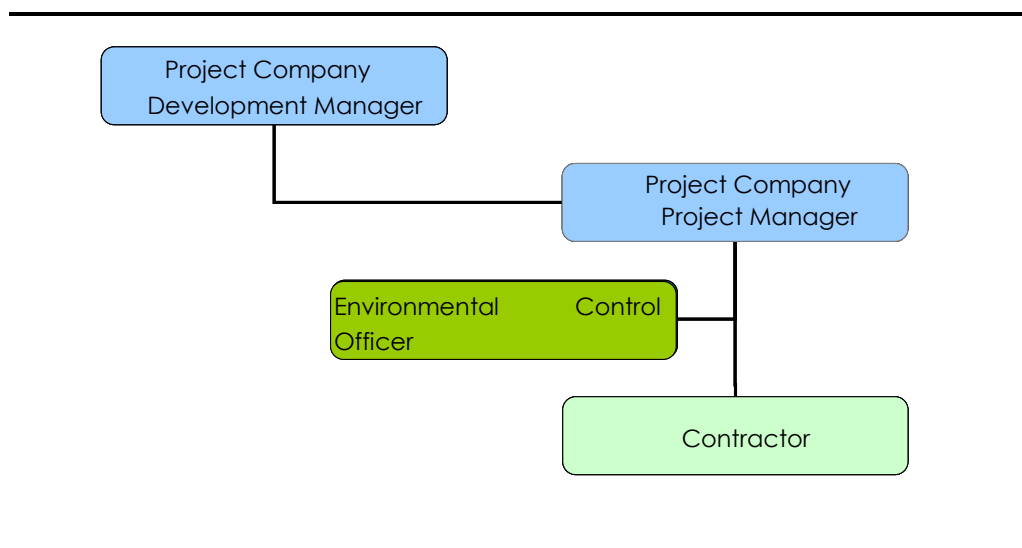 Project Company
Development Manager
Project Company
Project Manager
Environmental Control
Officer
Contractor